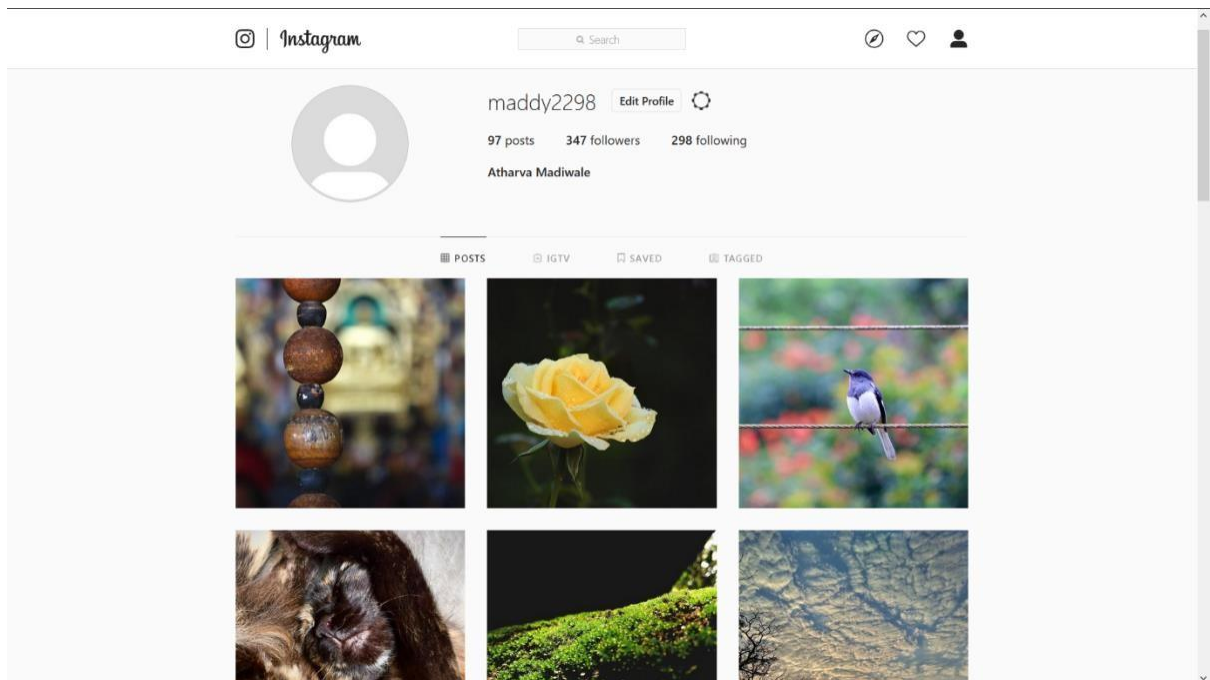 Instagram
Search
maddy2298 Edit Profile
97 posts 347 followers 298 following
Atharva Madiwale
POSTS IGTV SAVED TAGGED